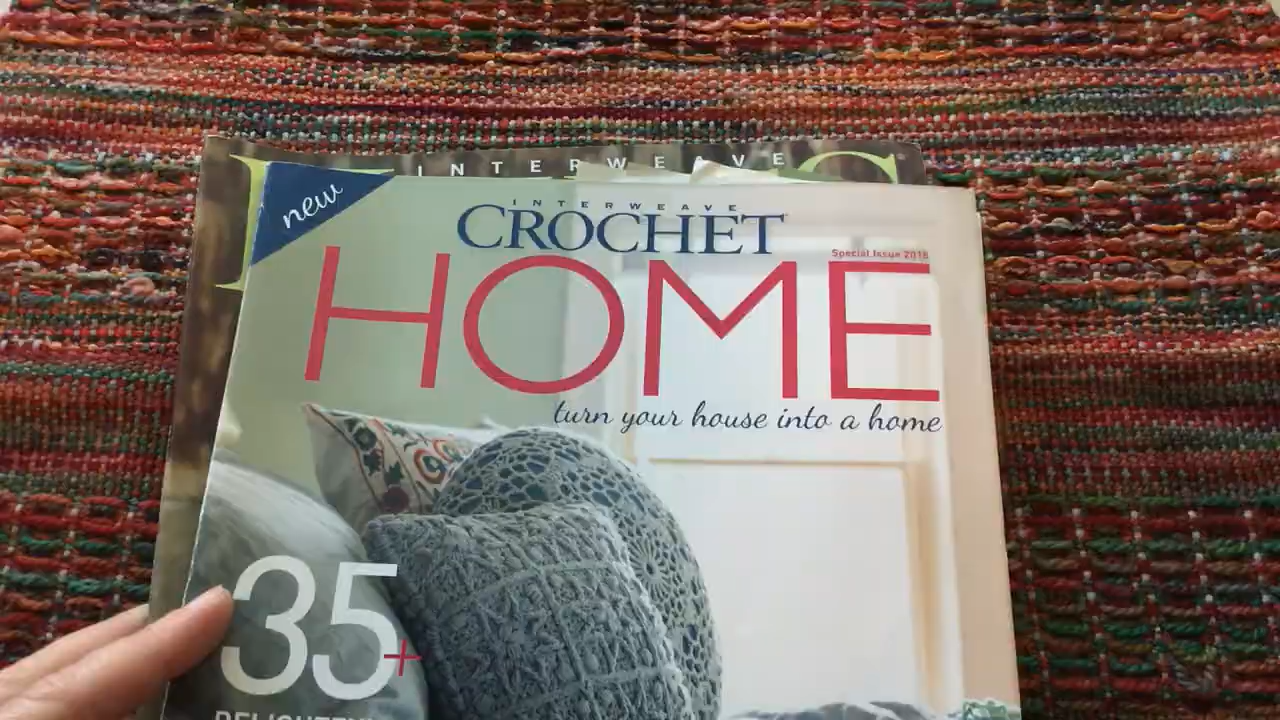 INTERWEAVE
new
INTERWEAVE
CROCHET
Special Issue 2018
HOME
turn your house into a home
35+